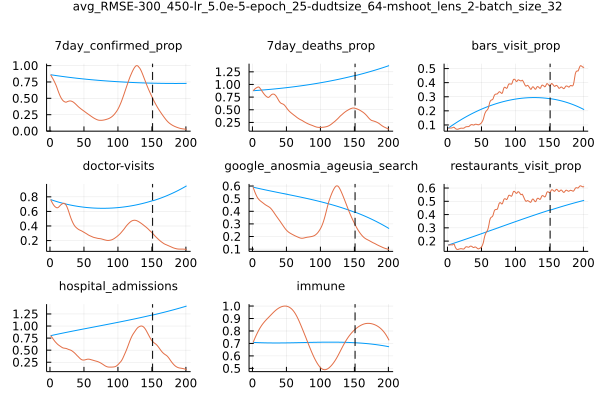 avg_RMSE-300_450-lr_5.0e-5-epoch_25-dudtsize_64-mshoot_lens_2-batch_size_32
7day_confirmed_prop
1.00
0.75
0.50
0.25
0.00
0 50 100 150 200
7day_deaths_prop
1.25
1.00
0.75
0.50
0.25
0 50 100 150 200
bars_visit_prop
0.5
0.4
0.3
0.2
0.1
0 50 100 150 200
doctor-visits
0.8
0.6
0.4
0.2
0 50 100 150 200
google_anosmia_ageusia_search
0.6
0.5
0.4
0.3
0.2
0.1
0 50 100 150 200
restaurants_visit_prop
0.6
0.5
0.4
0.3
0.2
0 50 100 150 200
hospital_admissions
1.25
1.00
0.75
0.50
0.25
0 50 100 150 200
immune
1.0
0.9
0.8
0.7
0.6
0.5
0 50 100 150 200